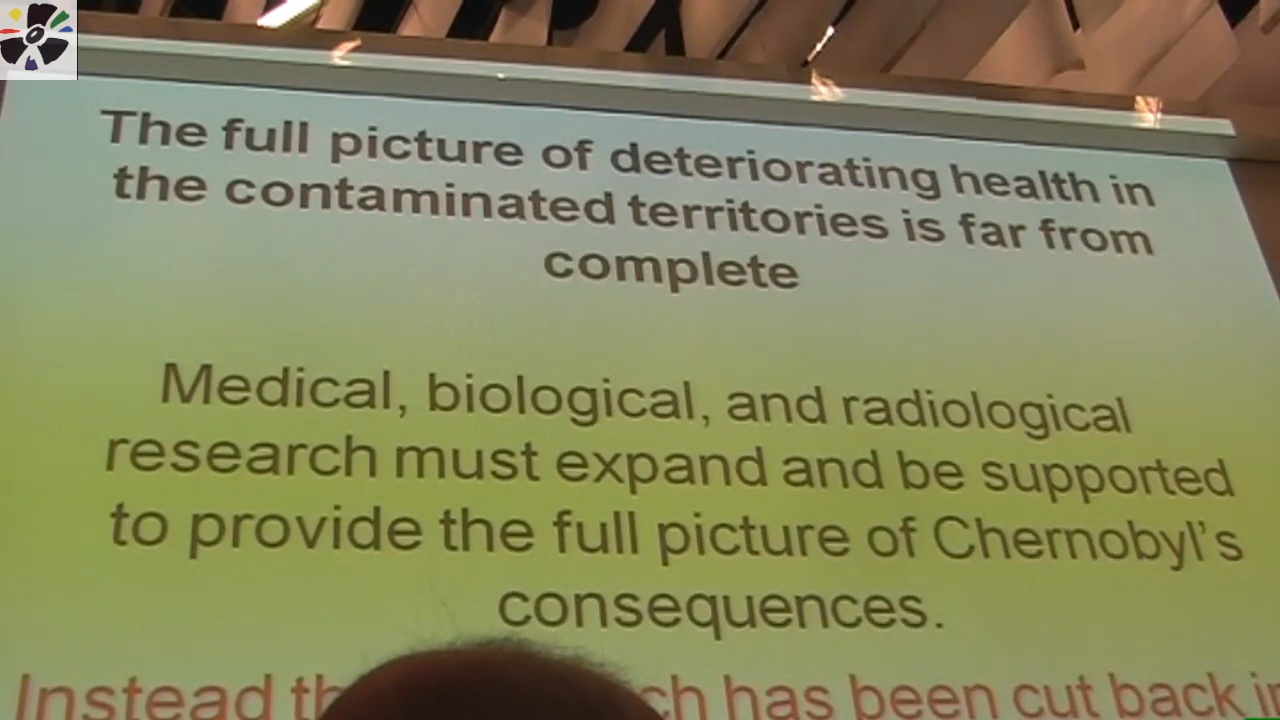 The full picture of deteriorating health in
the contaminated territories is far from
complete
Medical, biological, and radiological
research must expand and be supported
to provide the full picture of Chernobyl's
consequences.
Instead has been cut back